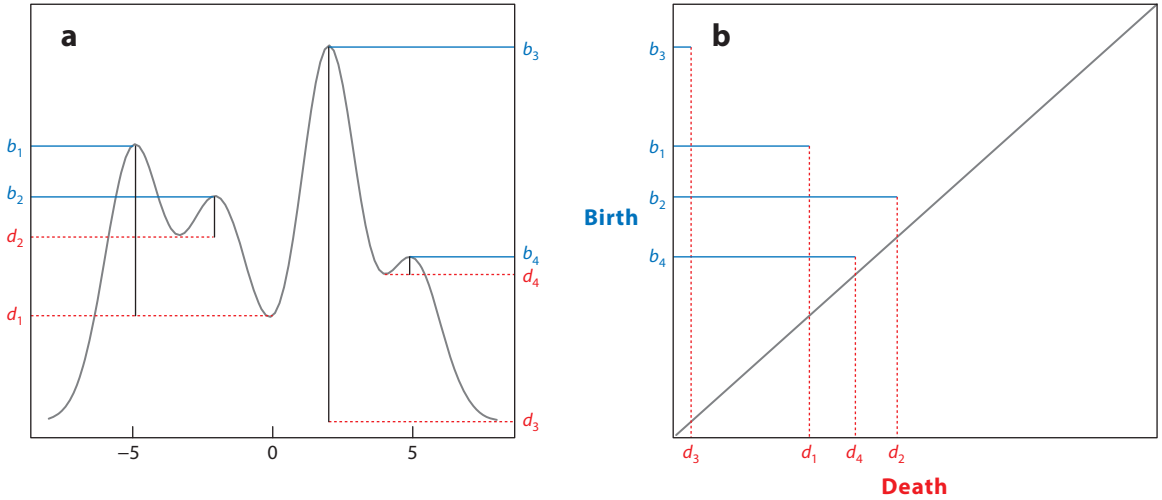 a
b₃
b₁
b₂
d₂
b₄
d₄
d₁
d₃
−5
0
5
b
b₃
b₁
b₂
Birth
b₄
d₃
d₁
d₄
d₂
Death